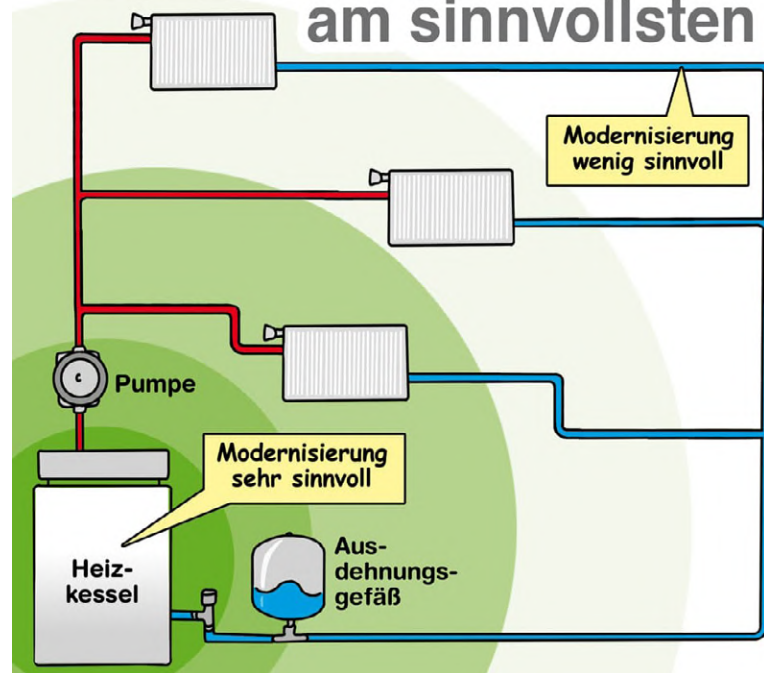 am sinnvollsten
Modernisierung
wenig sinnvoll
Pumpe
Modernisierung
sehr sinnvoll
Heiz-
kessel
Aus-
dehnungs-
gefäß